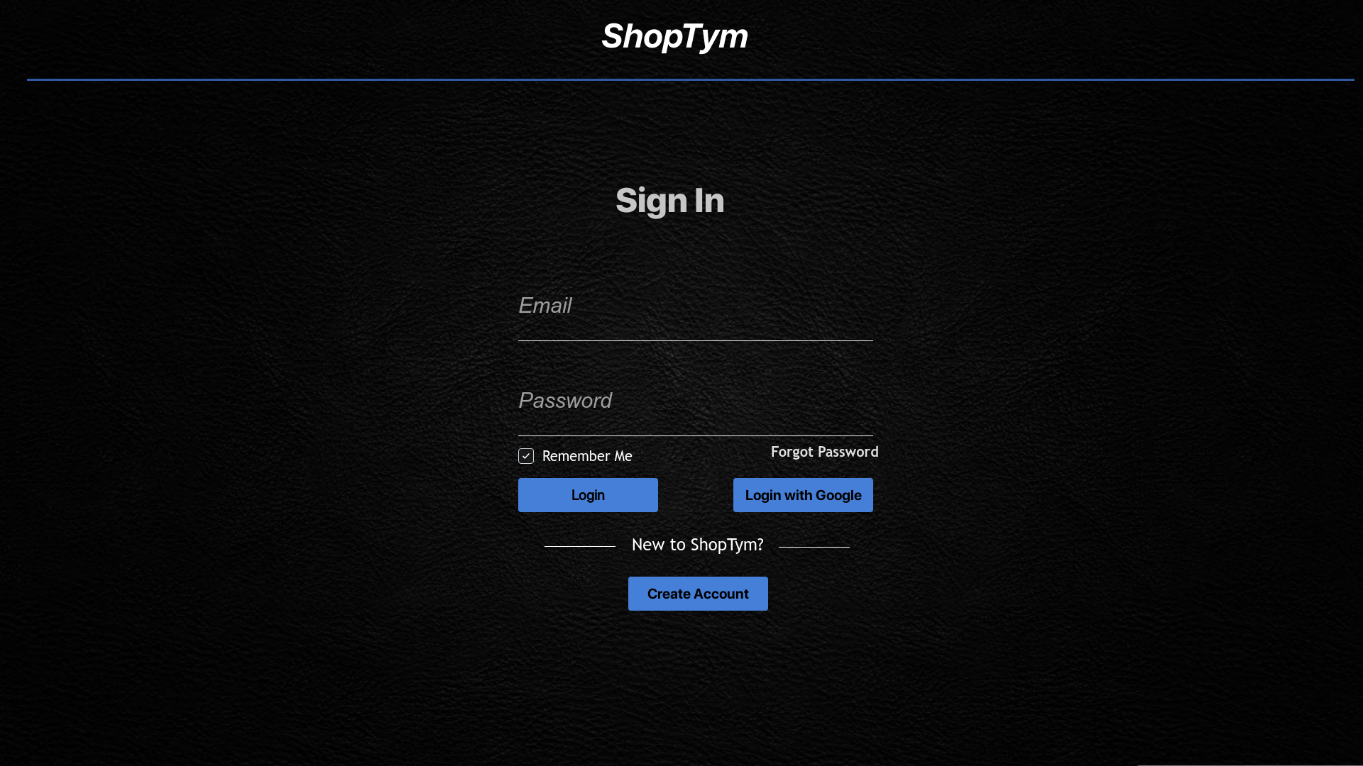 ShopTym
Sign In
Email
Password
Remember Me
Forgot Password
Login
Login with Google
New to ShopTym?
Create Account